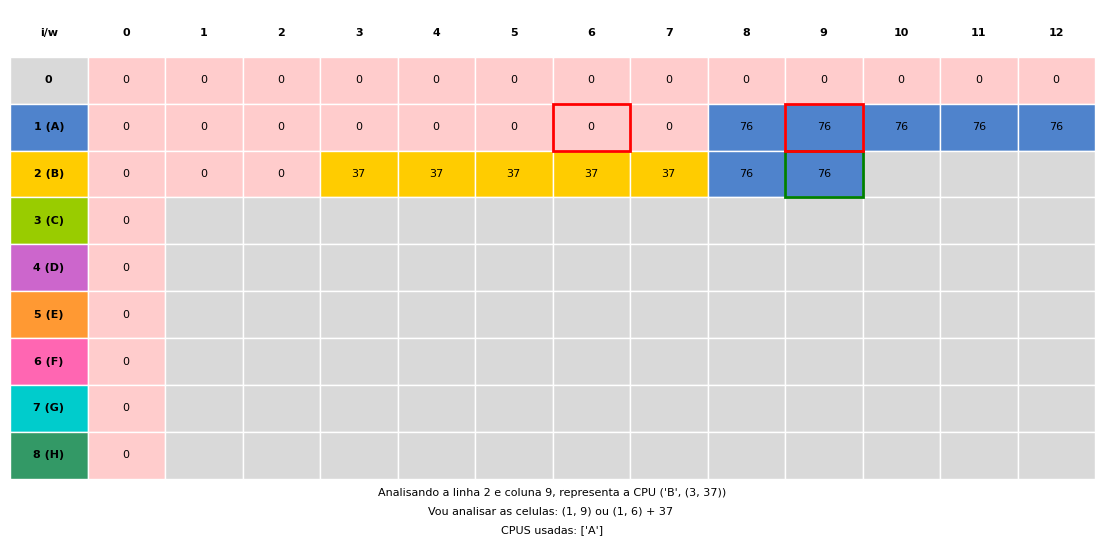 i/w 0 1 2 3 4 5 6 7 8 9 10 11 12
0 0 0 0 0 0 0 0 0 0 0 0 0 0
1 (A) 0 0 0 0 0 0 0 0 76 76 76 76 76
2 (B) 0 0 0 37 37 37 37 37 76 76
3 (C) 0
4 (D) 0
5 (E) 0
6 (F) 0
7 (G) 0
8 (H) 0
Analisando a linha 2 e coluna 9, representa a CPU ('B', (3, 37))
Vou analisar as celulas: (1, 9) ou (1, 6) + 37
CPUS usadas: ['A']